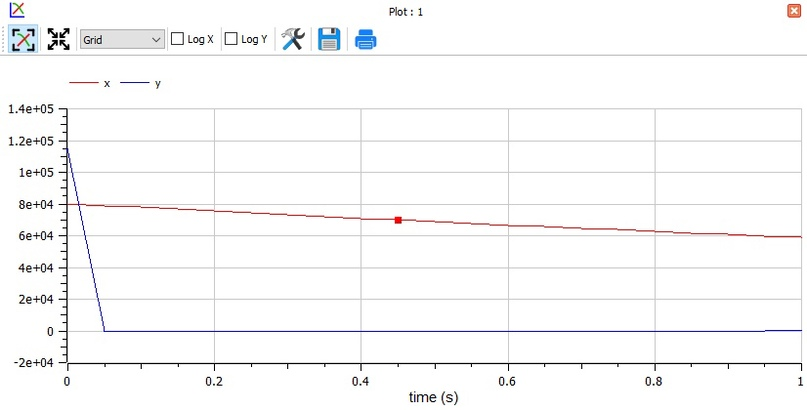 Plot : 1
Grid Log X Log Y
x y
1.4e+05
1.2e+05
1e+05
8e+04
6e+04
4e+04
2e+04
0
-2e+04
0 0.2 0.4 0.6 0.8 1
time (s)